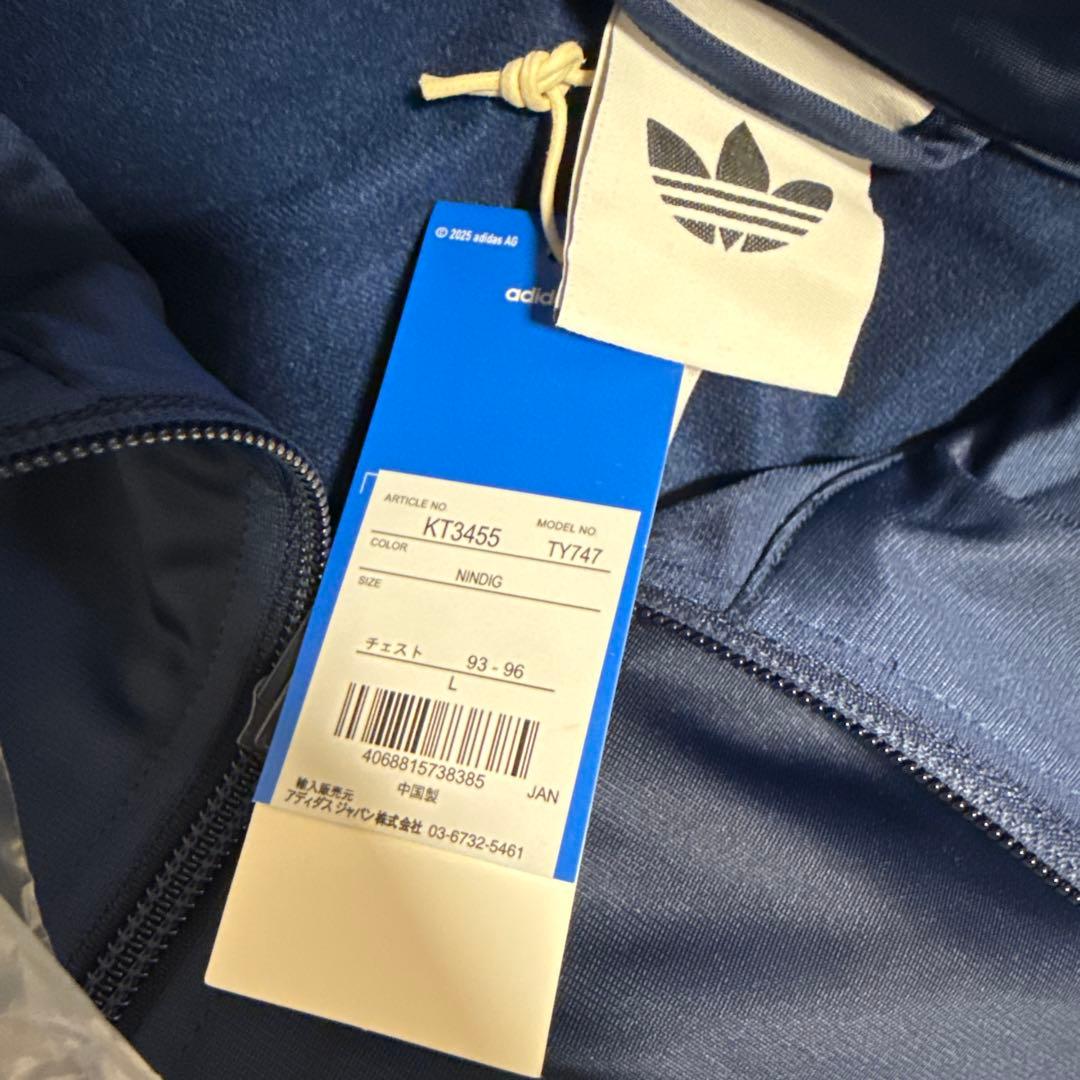 © 2025 adidas AG
adid
ARTICLE NO.
KT3455
MODEL NO.
TY747
COLOR
NINDIG
SIZE
チェスト 93 - 96
L
4068815738385
JAN
中国製
輸入販売元
アディダス ジャパン株式会社 03-6732-5461